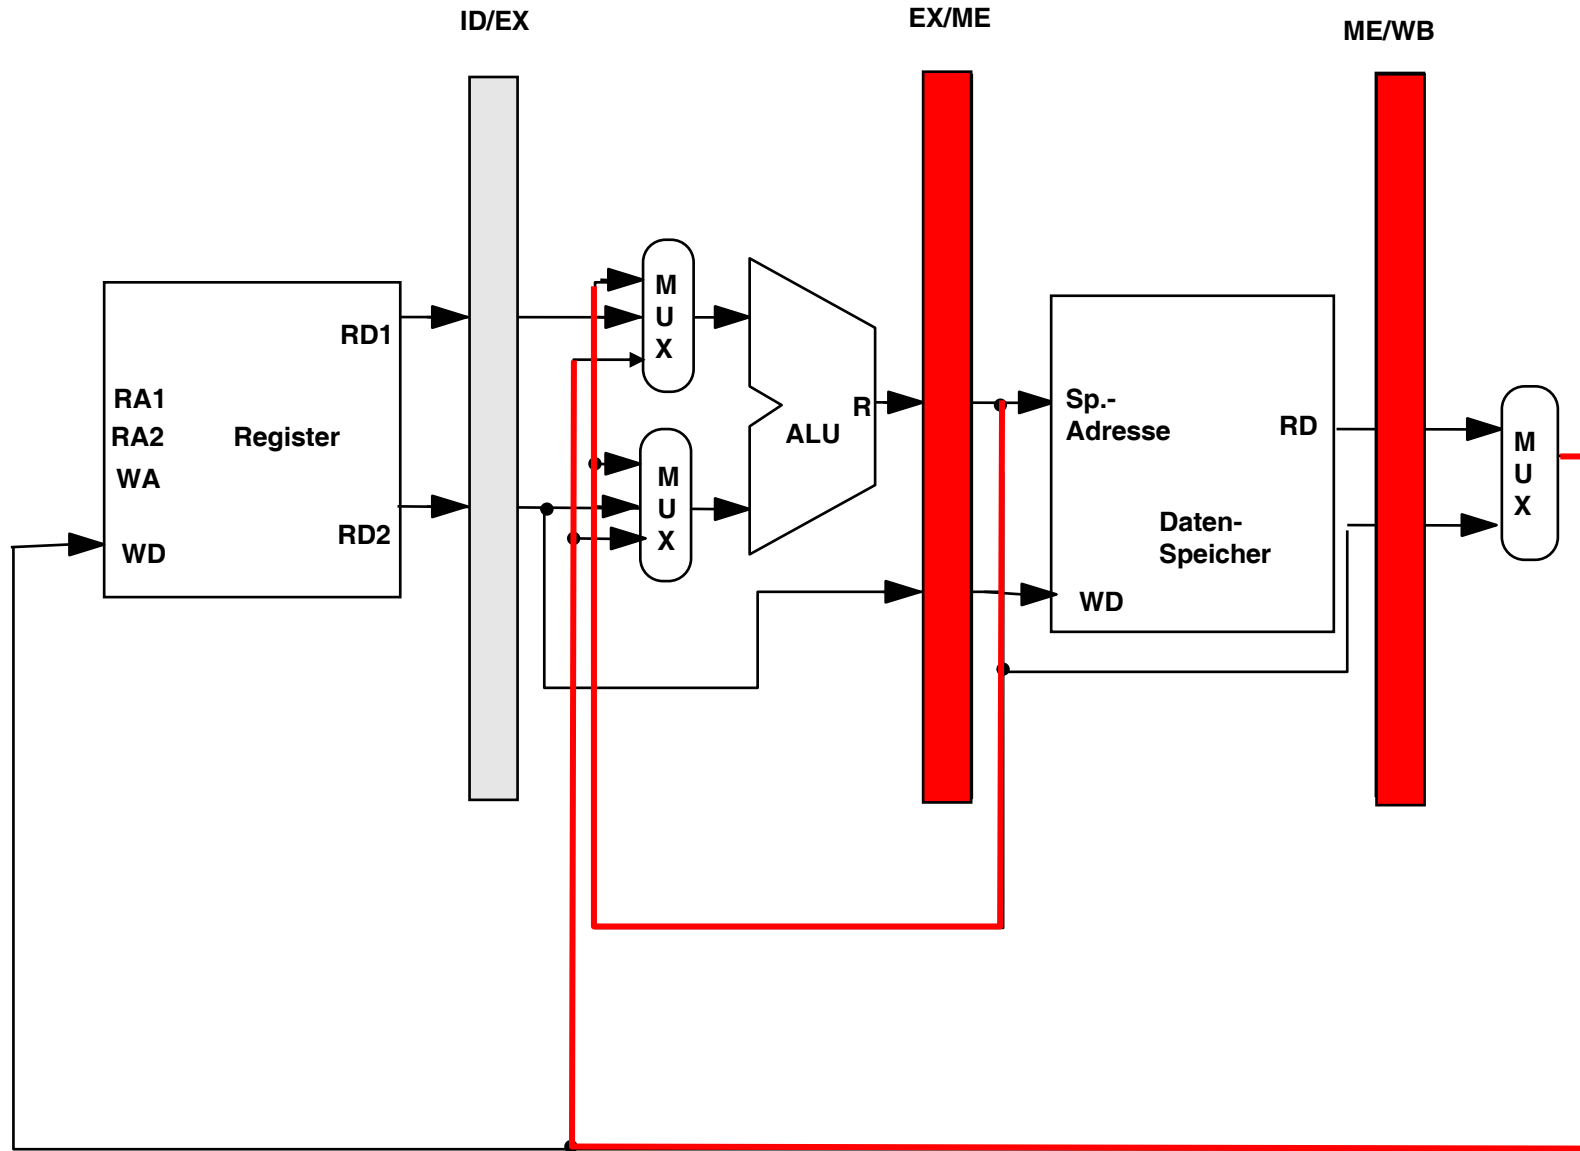 ID/EX
EX/ME
ME/WB
RD1
RA1
RA2
Register
WA
RD2
WD
M
U
X
M
U
X
R
ALU
Sp.-
Adresse
RD
Daten-
Speicher
WD
M
U
X